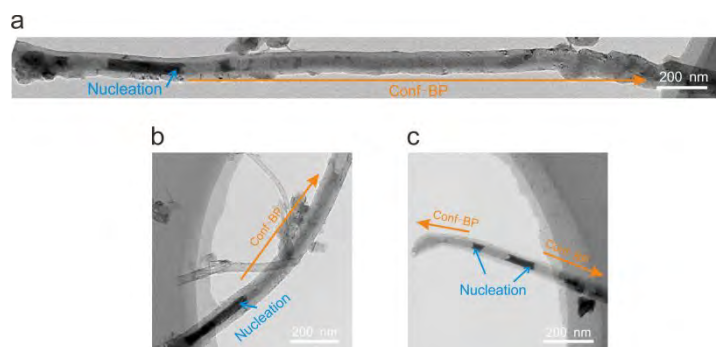 a
Nucleation
Conf-BP
200 nm
b
Conf-BP
Nucleation
200 nm
c
Conf-BP
Conf-BP
Nucleation
200 nm